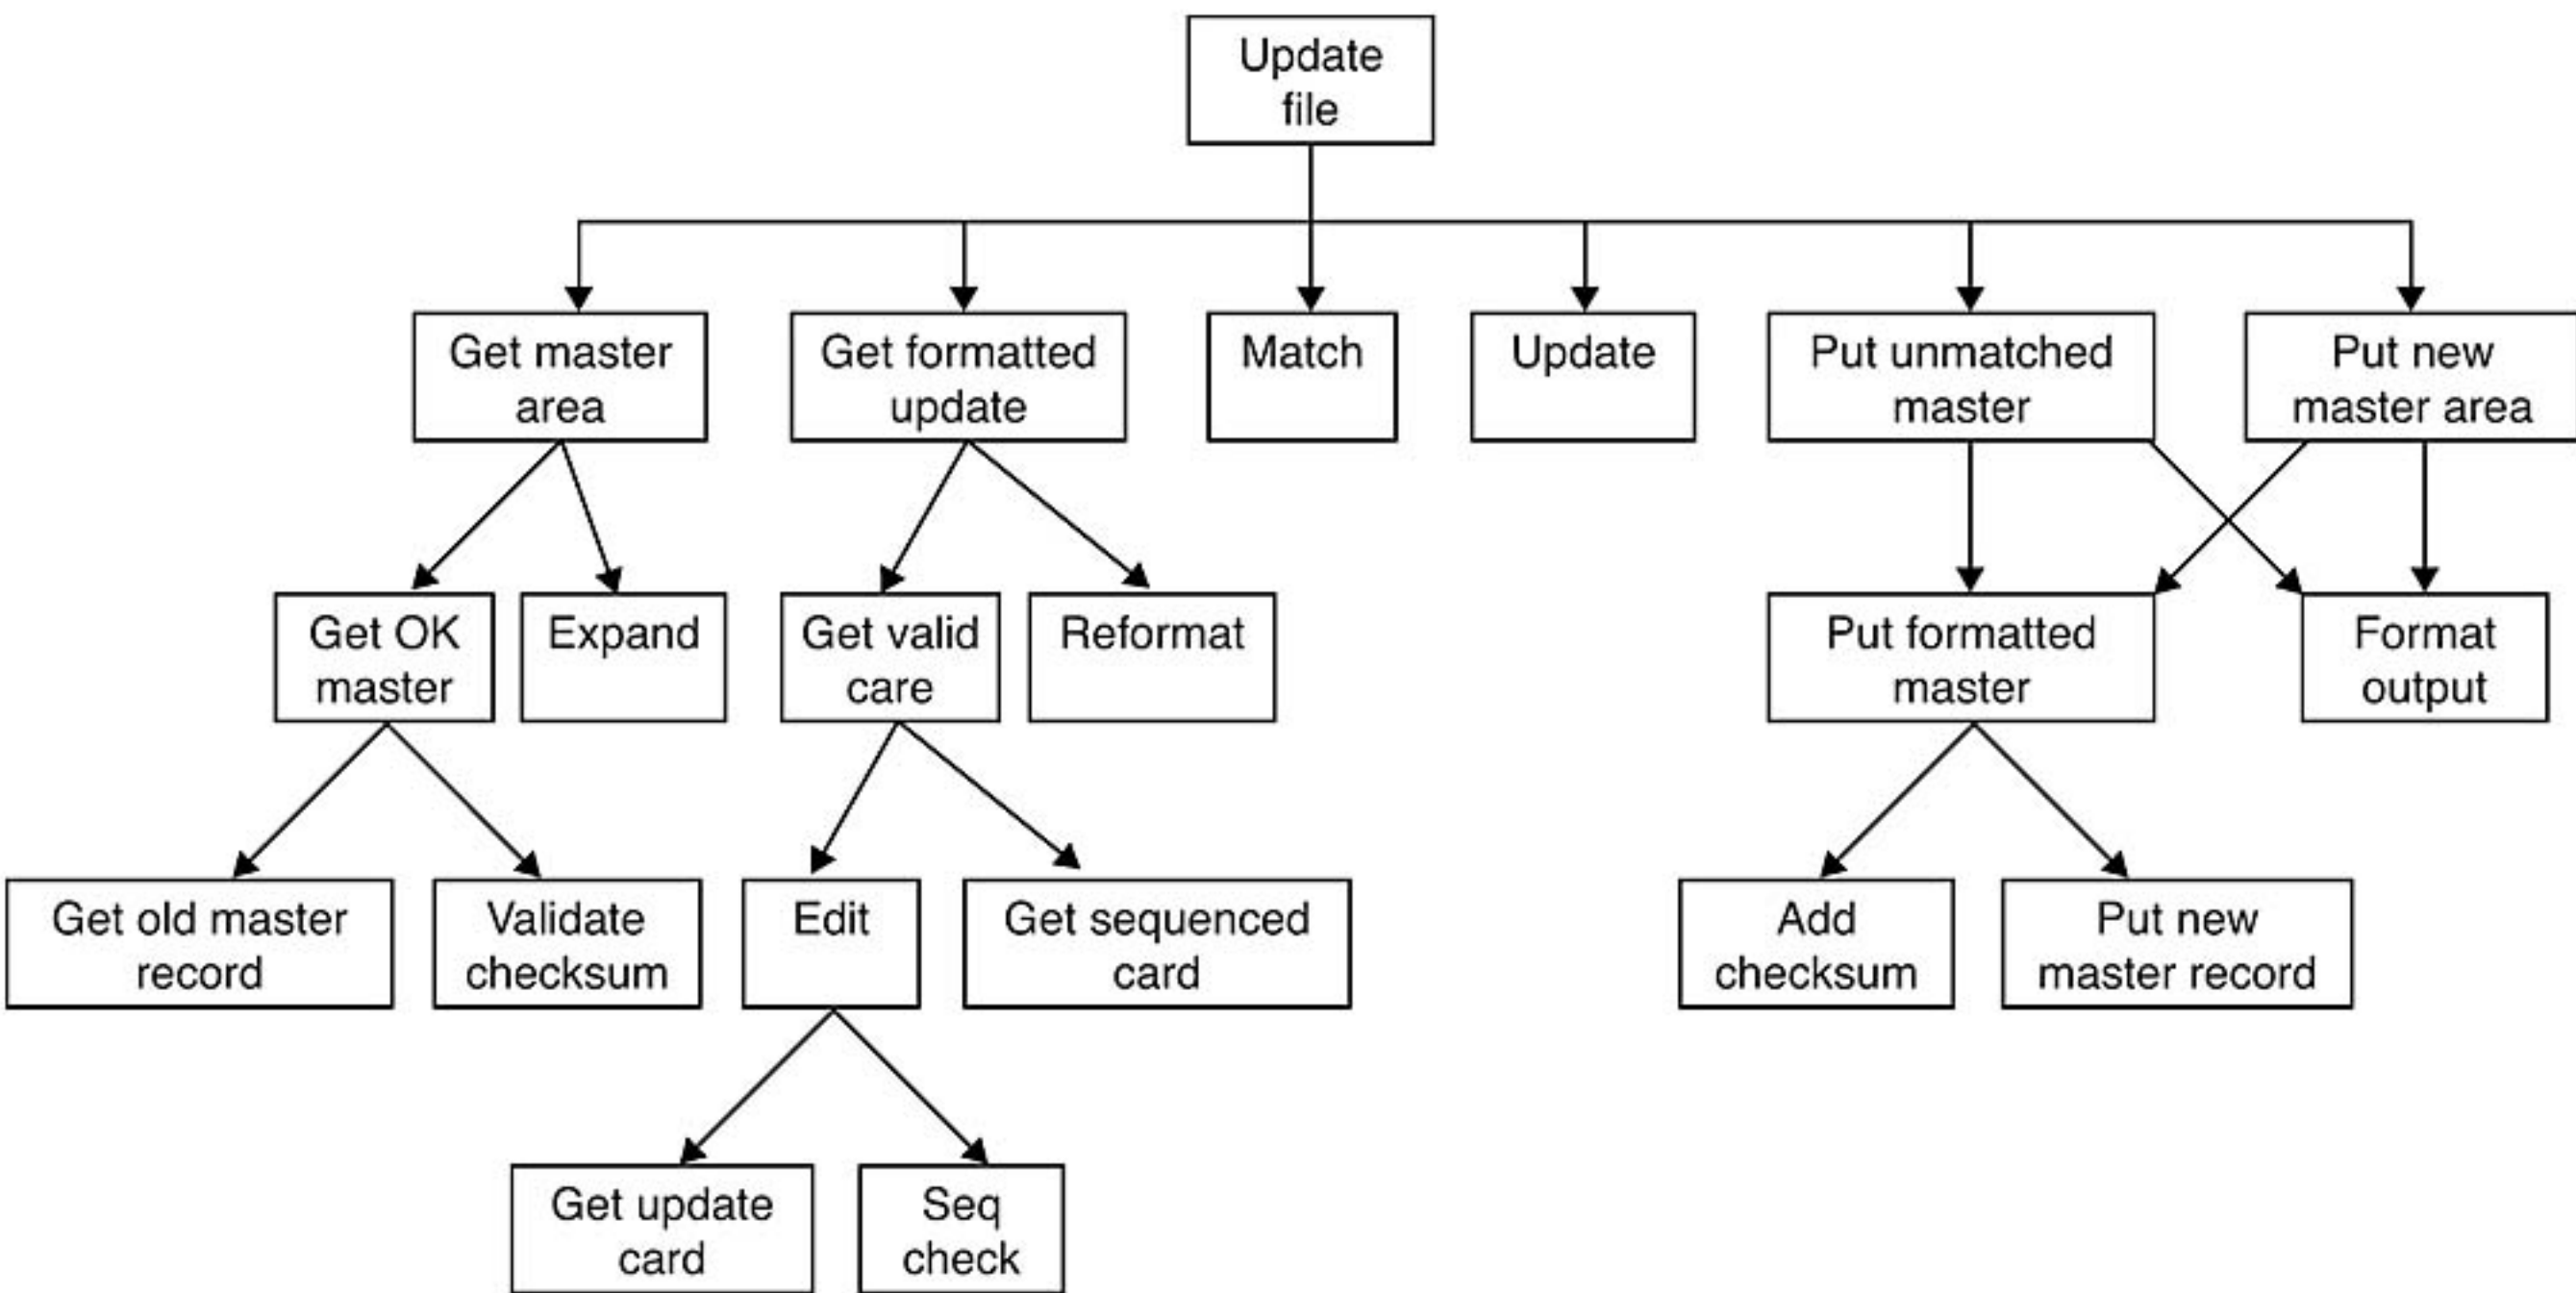 Update
file
Get master
area
Get formatted
update
Match
Update
Put unmatched
master
Put new
master area
Get OK
master
Expand
Get valid
care
Reformat
Put formatted
master
Format
output
Get old master
record
Validate
checksum
Edit
Get sequenced
card
Add
checksum
Put new
master record
Get update
card
Seq
check